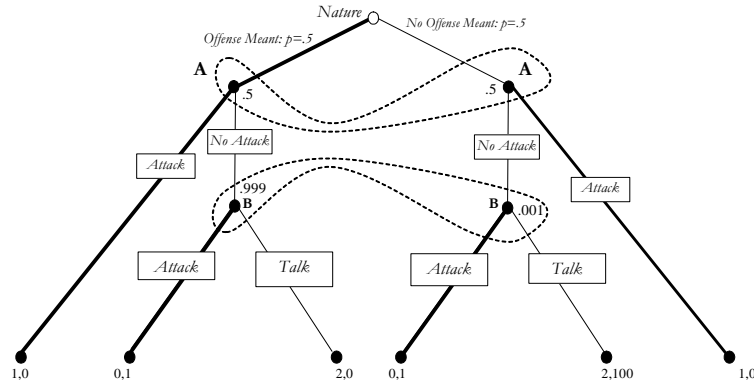 Nature
No Offense Meant: p=.5
Offense Meant: p=.5
A
A
.5
.5
No Attack
No Attack
Attack
Attack
.999
B
B
.001
Attack
Talk
Attack
Talk
1,0
0,1
2,0
0,1
2,100
1,0